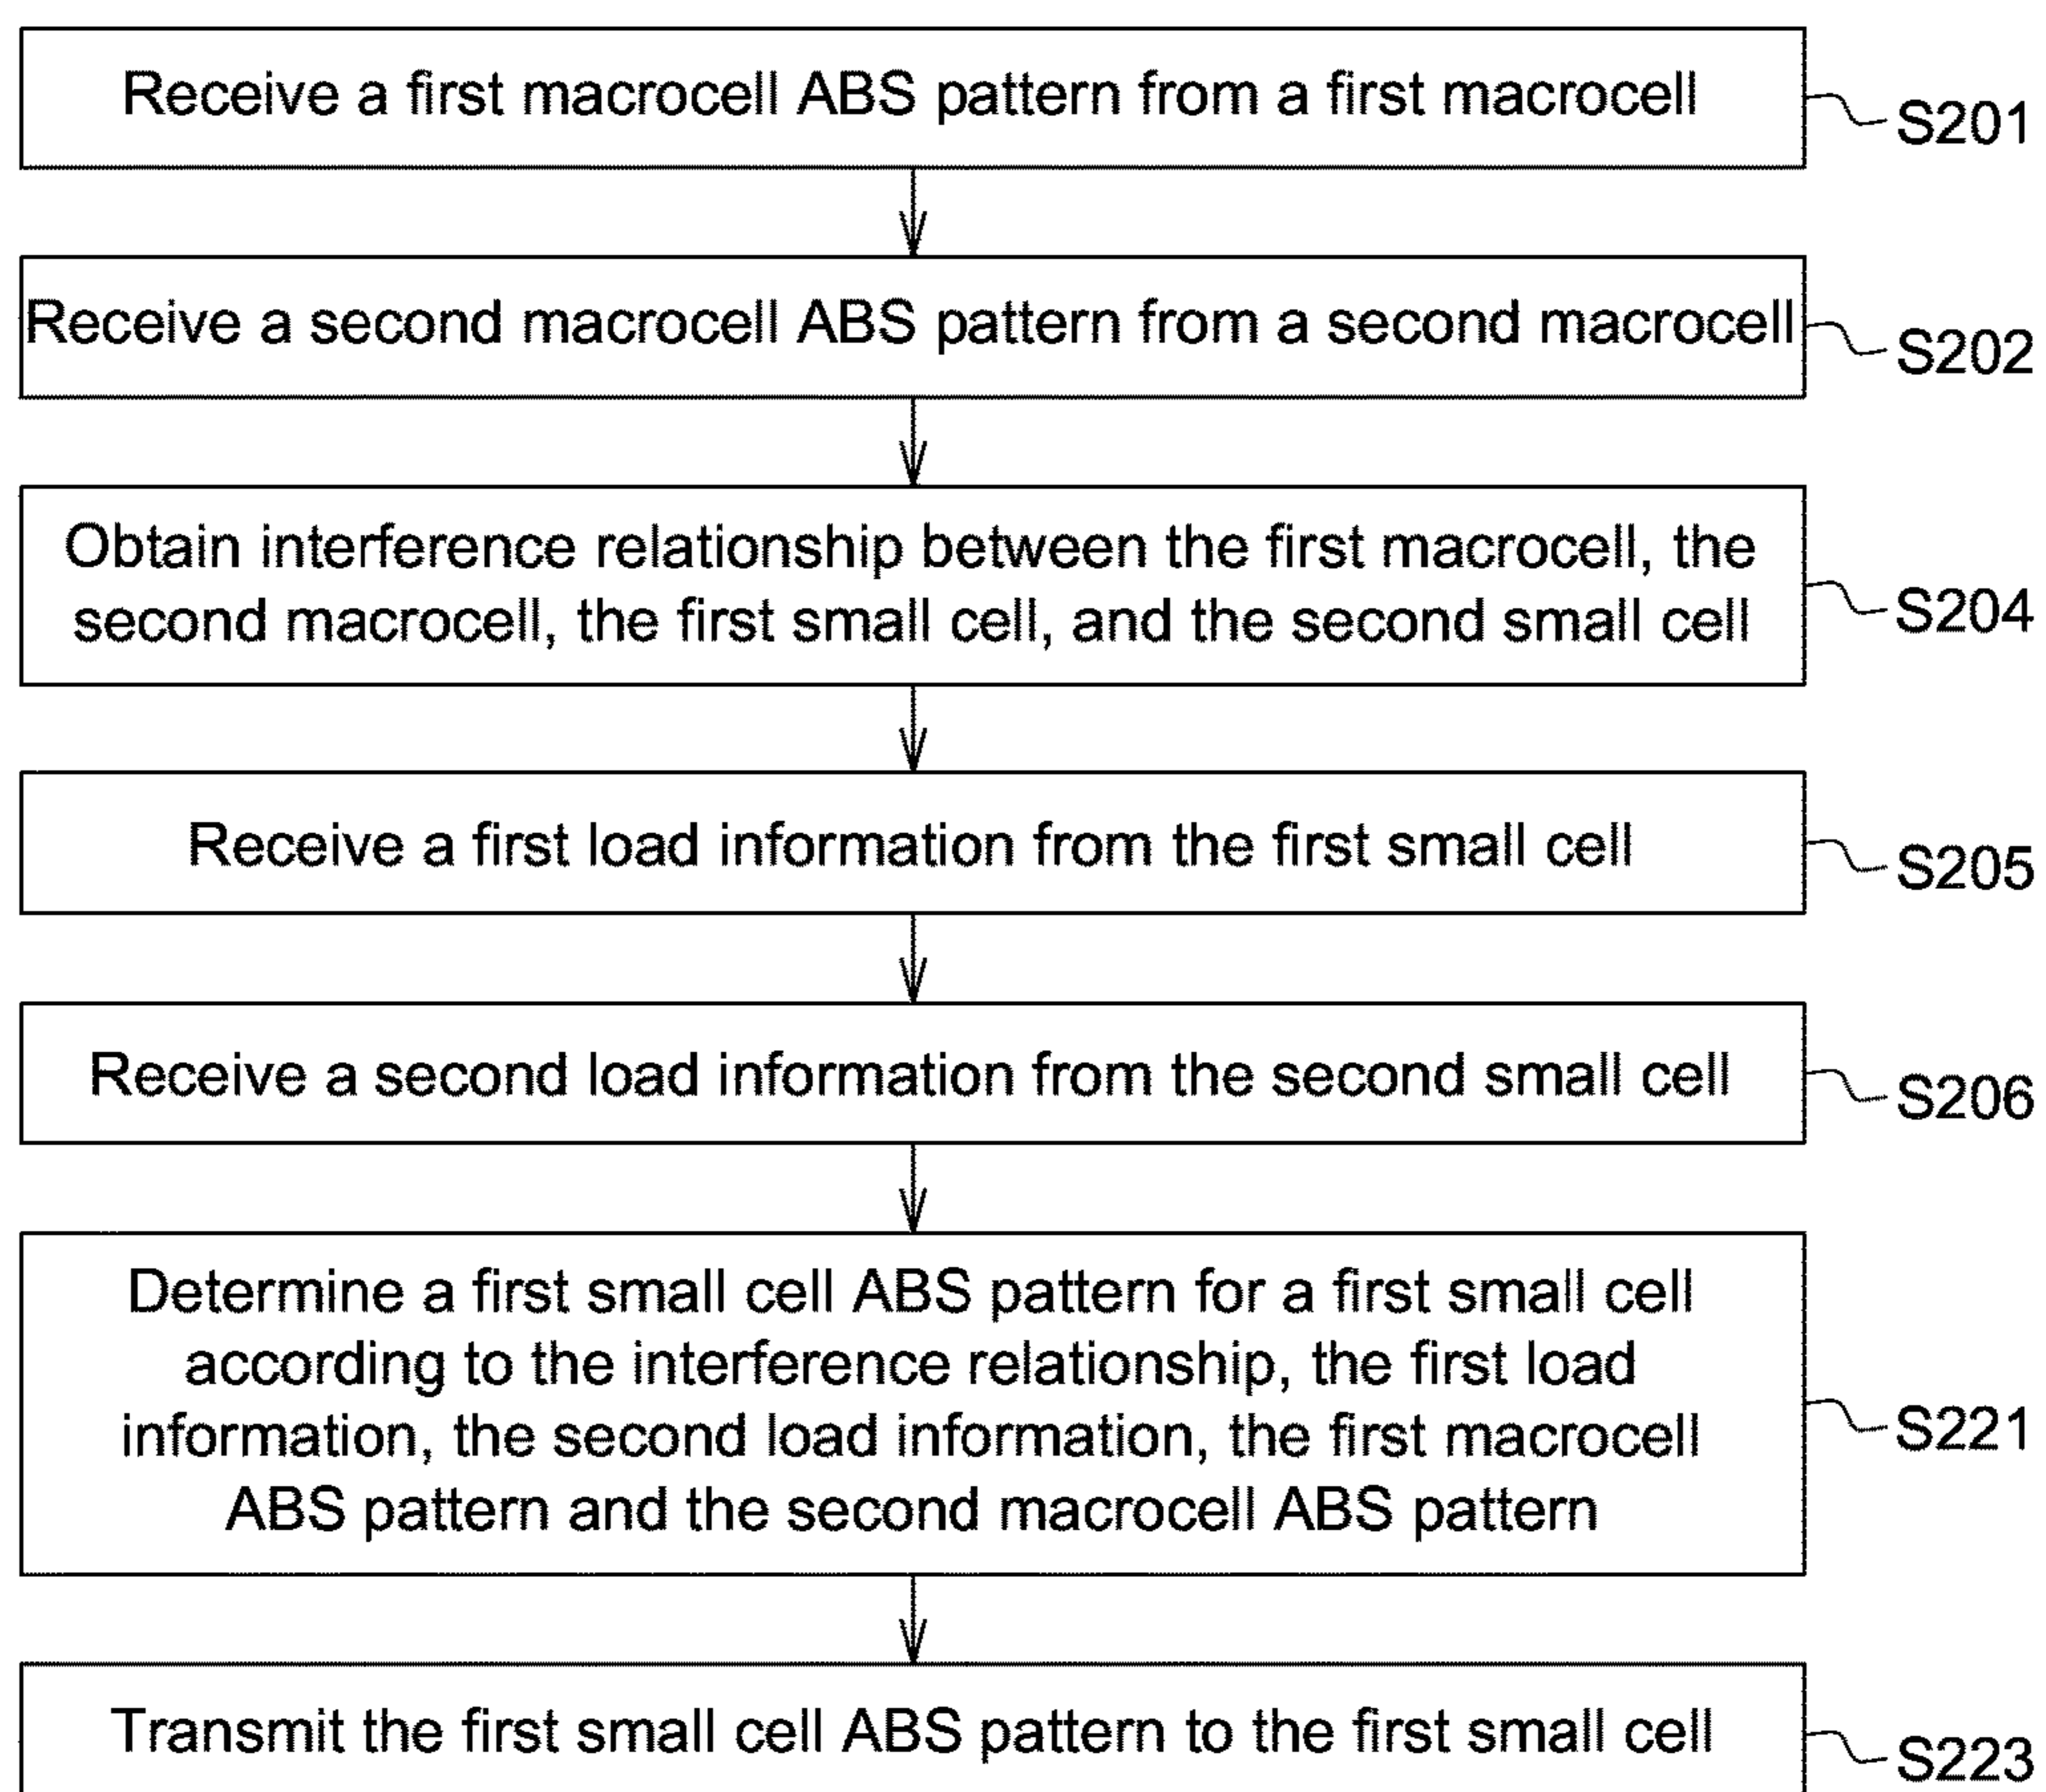 Receive a first macrocell ABS pattern from a first macrocell
S201
Receive a second macrocell ABS pattern from a second macrocell
S202
Obtain interference relationship between the first macrocell, the
second macrocell, the first small cell, and the second small cell
S204
Receive a first load information from the first small cell
S205
Receive a second load information from the second small cell
S206
Determine a first small cell ABS pattern for a first small cell
according to the interference relationship, the first load
information, the second load information, the first macrocell
ABS pattern and the second macrocell ABS pattern
S221
Transmit the first small cell ABS pattern to the first small cell
S223